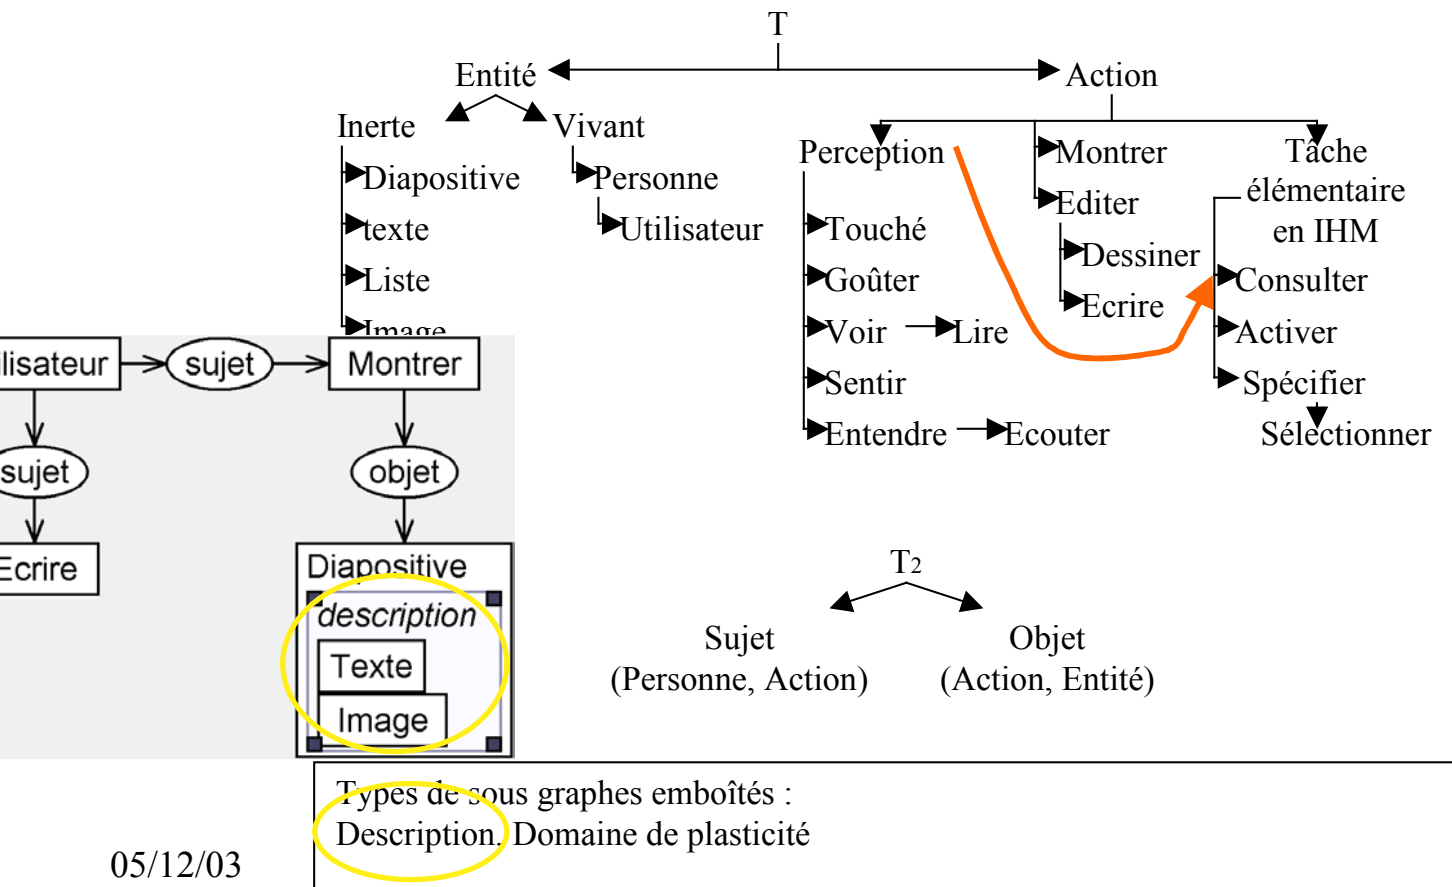 T
Entité
Action
Inerte
Vivant
Diapositive
texte
Liste
Image
Personne
Utilisateur
Perception
Touché
Goûter
Voir
Lire
Sentir
Entendre
Ecouter
Montrer
Editer
Dessiner
Ecrire
Tâche
élémentaire
en IHM
Consulter
Activer
Spécifier
Sélectionner
ilisateur
sujet
Montrer
sujet
objet
Ecrire
Diapositive
description
Texte
Image
T2
Sujet
(Personne, Action)
Objet
(Action, Entité)
Types de sous graphes emboîtés :
Description. Domaine de plasticité
05/12/03